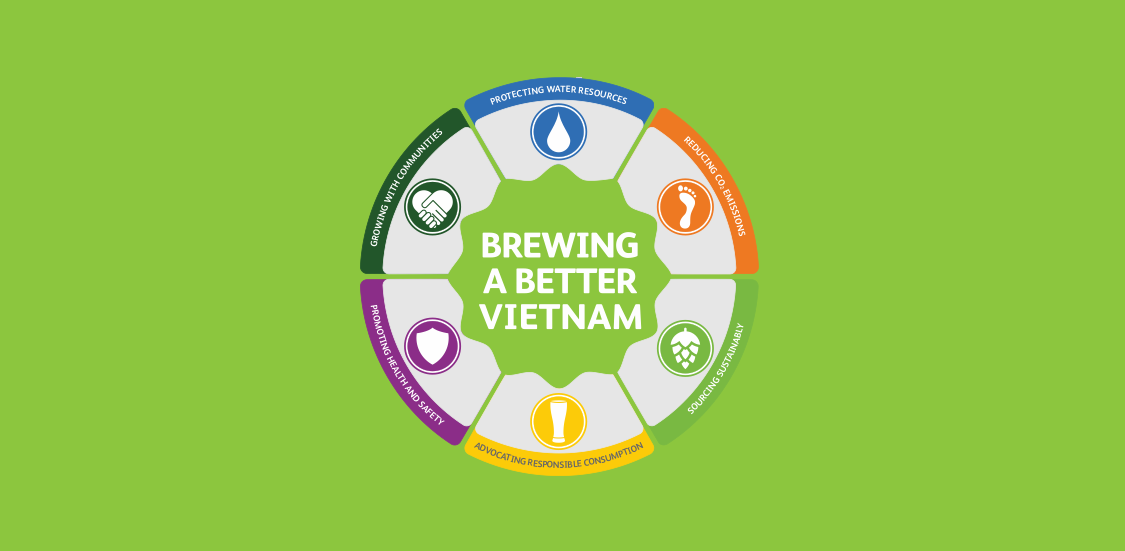 PROTECTING WATER RESOURCES
REDUCING CO₂ EMISSIONS
SOURCING SUSTAINABLY
ADVOCATING RESPONSIBLE CONSUMPTION
PROMOTING HEALTH AND SAFETY
GROWING WITH COMMUNITIES
BREWING
A BETTER
VIETNAM